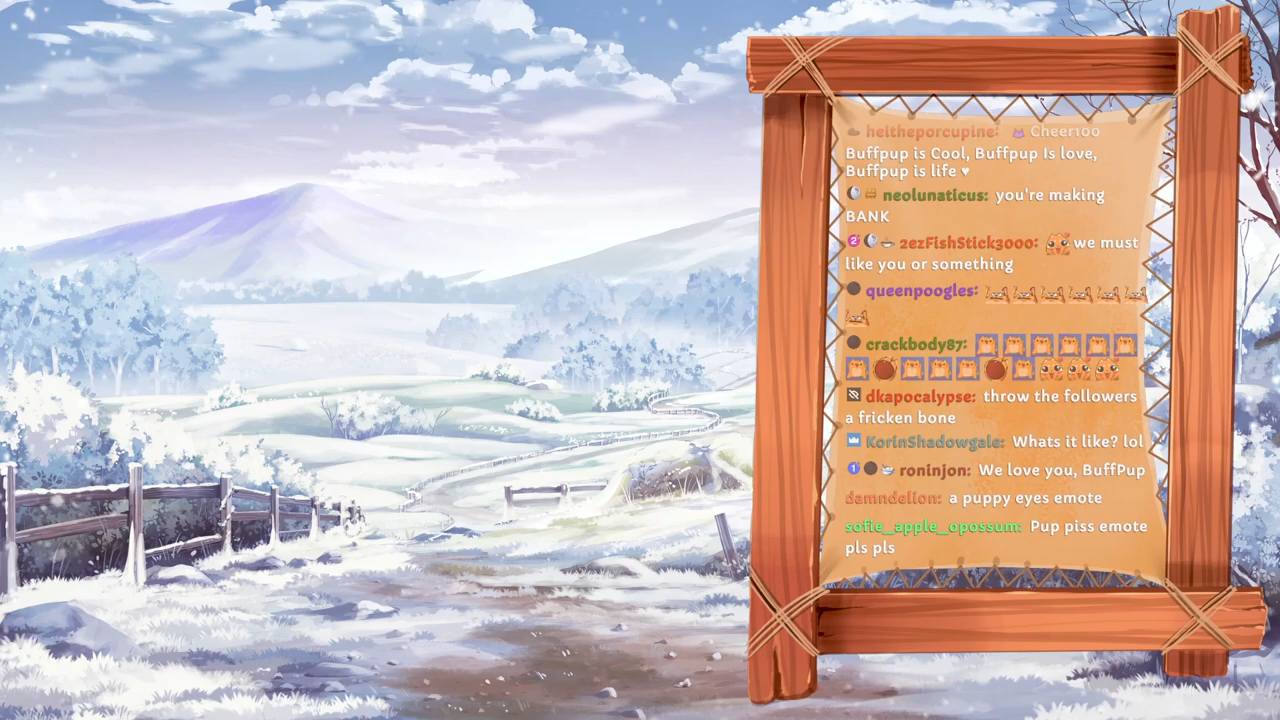 heitheporcupine: Cheer100
Buffpup is Cool, Buffpup Is love,
Buffpup is life ♥
neolunaticus: you're making
BANK
2 2ezFishStick3000: we must
like you or something
queenpoogles:
crackbody87:
dkapocalypse: throw the followers
a fricken bone
KorinShadowgale: Whats it like? lol
1 roninjon: We love you, BuffPup
damndelion: a puppy eyes emote
sofie_apple_opossum: Pup piss emote
pls pls